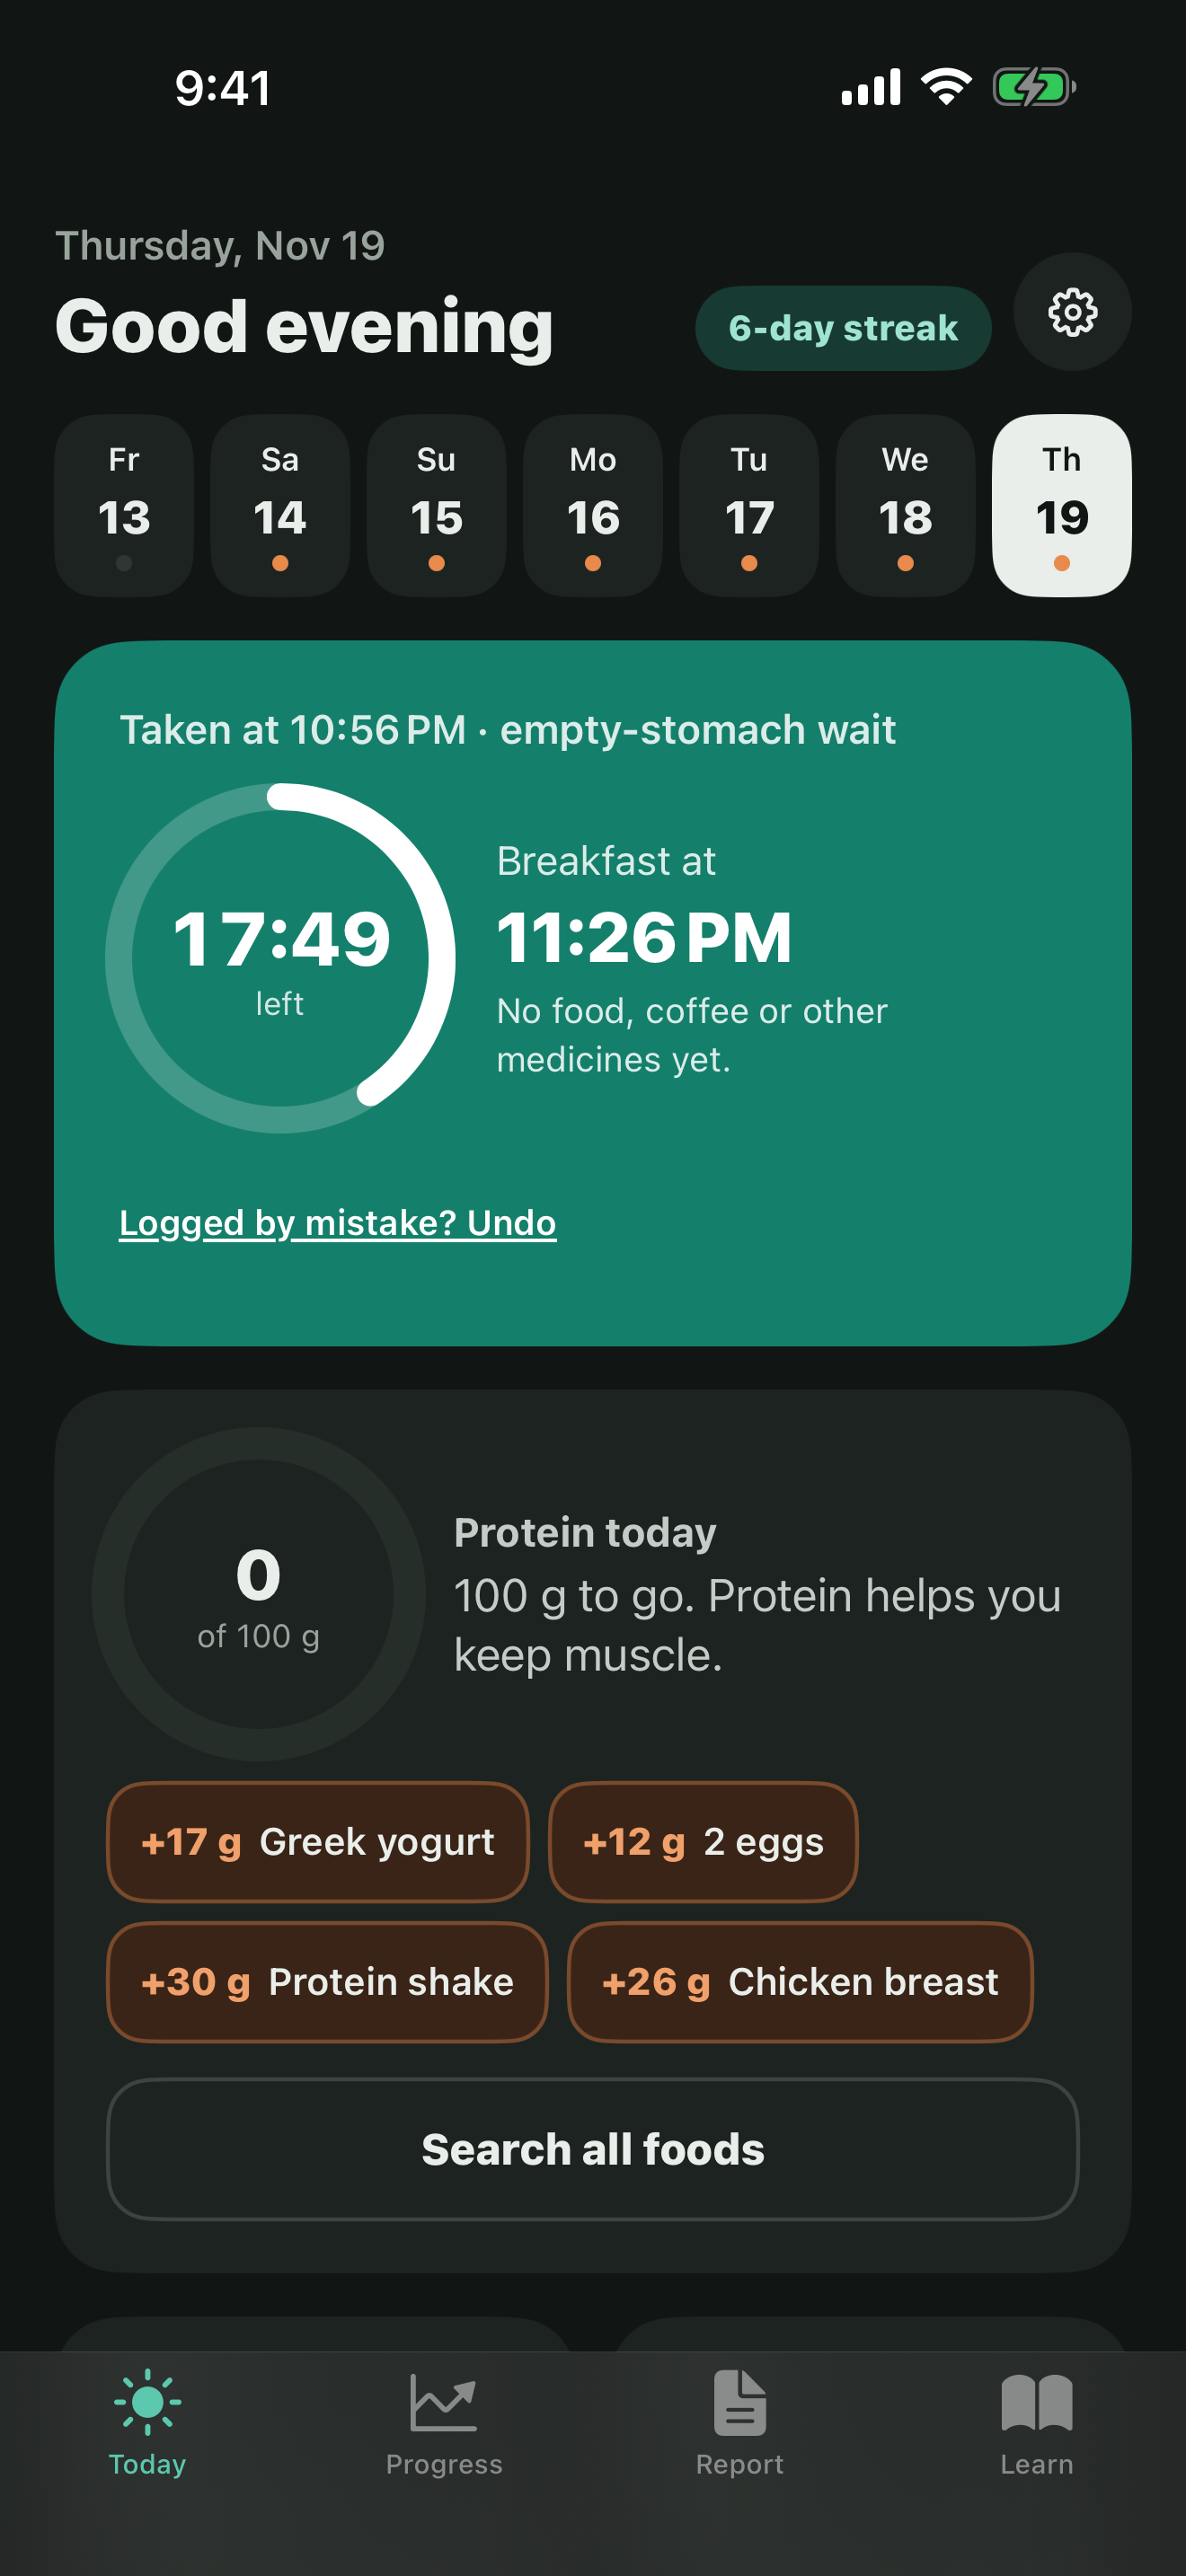 9:41
Thursday, Nov 19
Good evening
6-day streak
Fr Sa Su Mo Tu We Th
13 14 15 16 17 18 19
Taken at 10:56 PM · empty-stomach wait
17:49
left
Breakfast at
11:26 PM
No food, coffee or other
medicines yet.
Logged by mistake? Undo
0
of 100 g
Protein today
100 g to go. Protein helps you
keep muscle.
+17 g Greek yogurt
+12 g 2 eggs
+30 g Protein shake
+26 g Chicken breast
Search all foods
Today Progress Report Learn